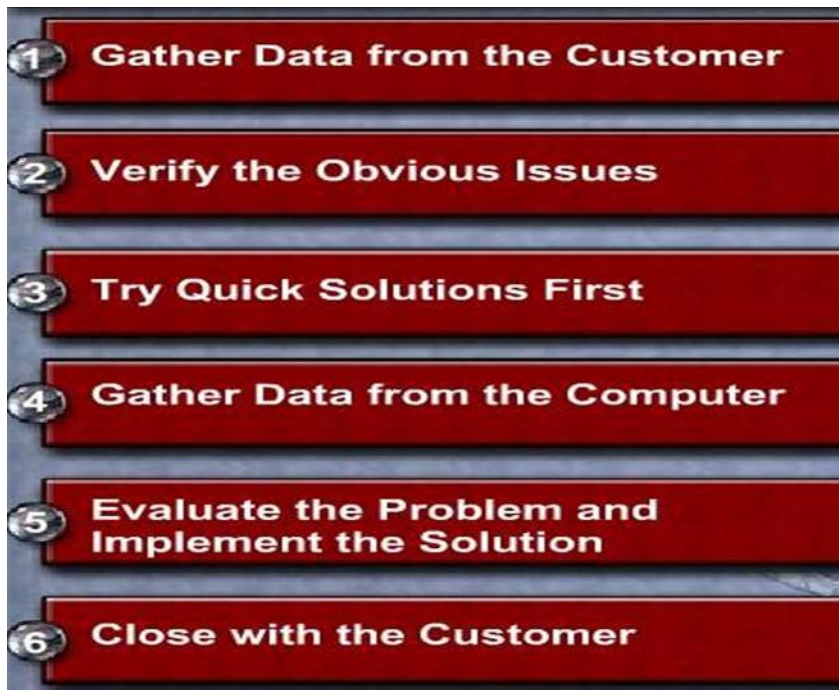 1 Gather Data from the Customer
2 Verify the Obvious Issues
3 Try Quick Solutions First
4 Gather Data from the Computer
5 Evaluate the Problem and
Implement the Solution
6 Close with the Customer